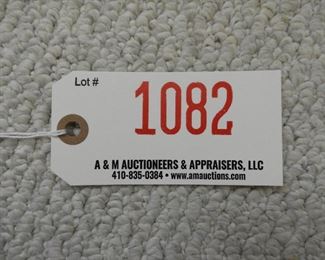 Lot #
1082
A & M AUCTIONEERS & APPRAISERS, LLC
410-835-0384 • www.amauctions.com